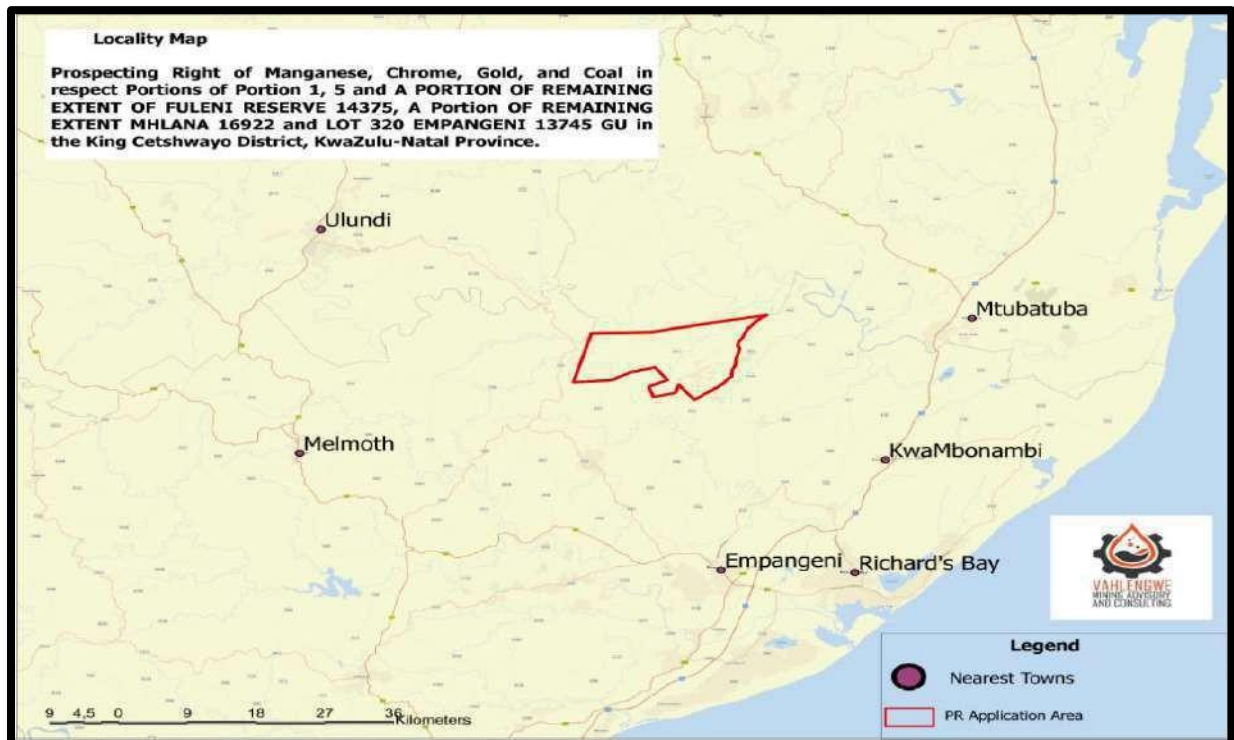 Locality Map
Prospecting Right of Manganese, Chrome, Gold, and Coal in
respect Portions of Portion 1, 5 and A PORTION OF REMAINING
EXTENT OF FULENI RESERVE 14375, A Portion OF REMAINING
EXTENT MHLANA 16922 and LOT 320 EMPANGENI 13745 GU in
the King Cetshwayo District, KwaZulu-Natal Province.
Ulundi
Mtubatuba
Melmoth
KwaMbonambi
Empangeni
Richard's Bay
VAHLENGWE
MINING ADVISORY
AND CONSULTING
Legend
Nearest Towns
PR Application Area
9 4,5 0 9 18 27 36
Kilometers